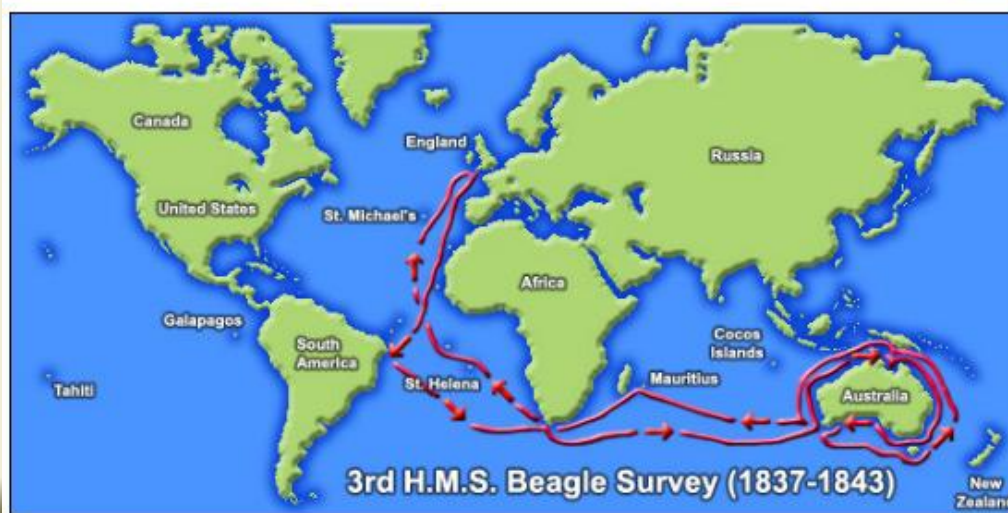 Canada
England
Russia
United States
St. Michael's
Africa
Galapagos
South
America
Cocos
Islands
Tahiti
St. Helena
Mauritius
Australia
3rd H.M.S. Beagle Survey (1837-1843)
New
Zealand